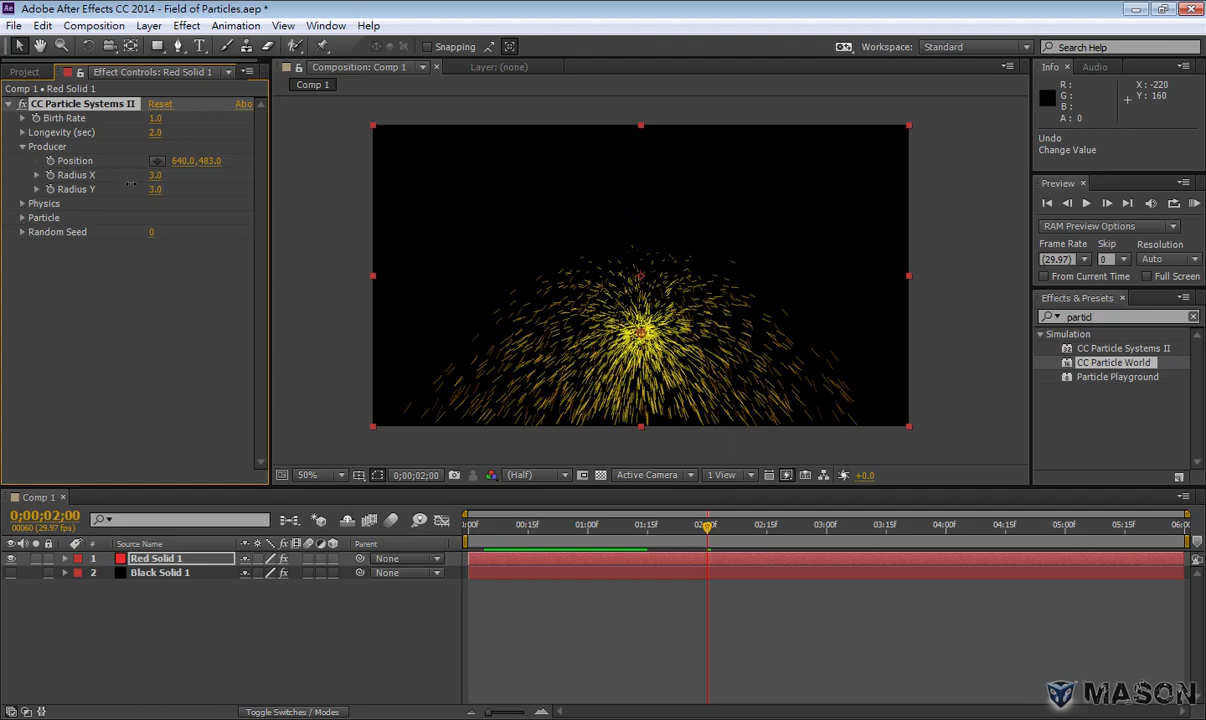 Adobe After Effects CC 2014 - Field of Particles.aep *
File Edit Composition Layer Effect Animation View Window Help
Snapping
Workspace: Standard
Search Help
Project Effect Controls: Red Solid 1
Comp 1 • Red Solid 1
fx CC Particle Systems II Reset Abo
Birth Rate 1.0
Longevity (sec) 2.0
Producer
Position 640.0,483.0
Radius X 3.0
Radius Y 3.0
Physics
Particle
Random Seed 0
Composition: Comp 1 Layer: (none)
Comp 1
50% 0;00;02;00 (Half) Active Camera 1 View +0.0
Info Audio
R : X : -220
G : Y : 160
B :
A : 0
Undo
Change Value
Preview
RAM Preview Options
Frame Rate Skip Resolution
(29.97) 0 Auto
From Current Time Full Screen
Effects & Presets
partid
Simulation
CC Particle Systems II
CC Particle World
Particle Playground
Comp 1
0;00;02;00
00060 (29.97 fps)
0:00f 00:15f 01:00f 01:15f 02:00f 02:15f 03:00f 03:15f 04:00f 04:15f 05:00f 05:15f 06:00
# Source Name Parent
1 Red Solid 1 fx None
2 Black Solid 1 fx None
Toggle Switches / Modes
MASON